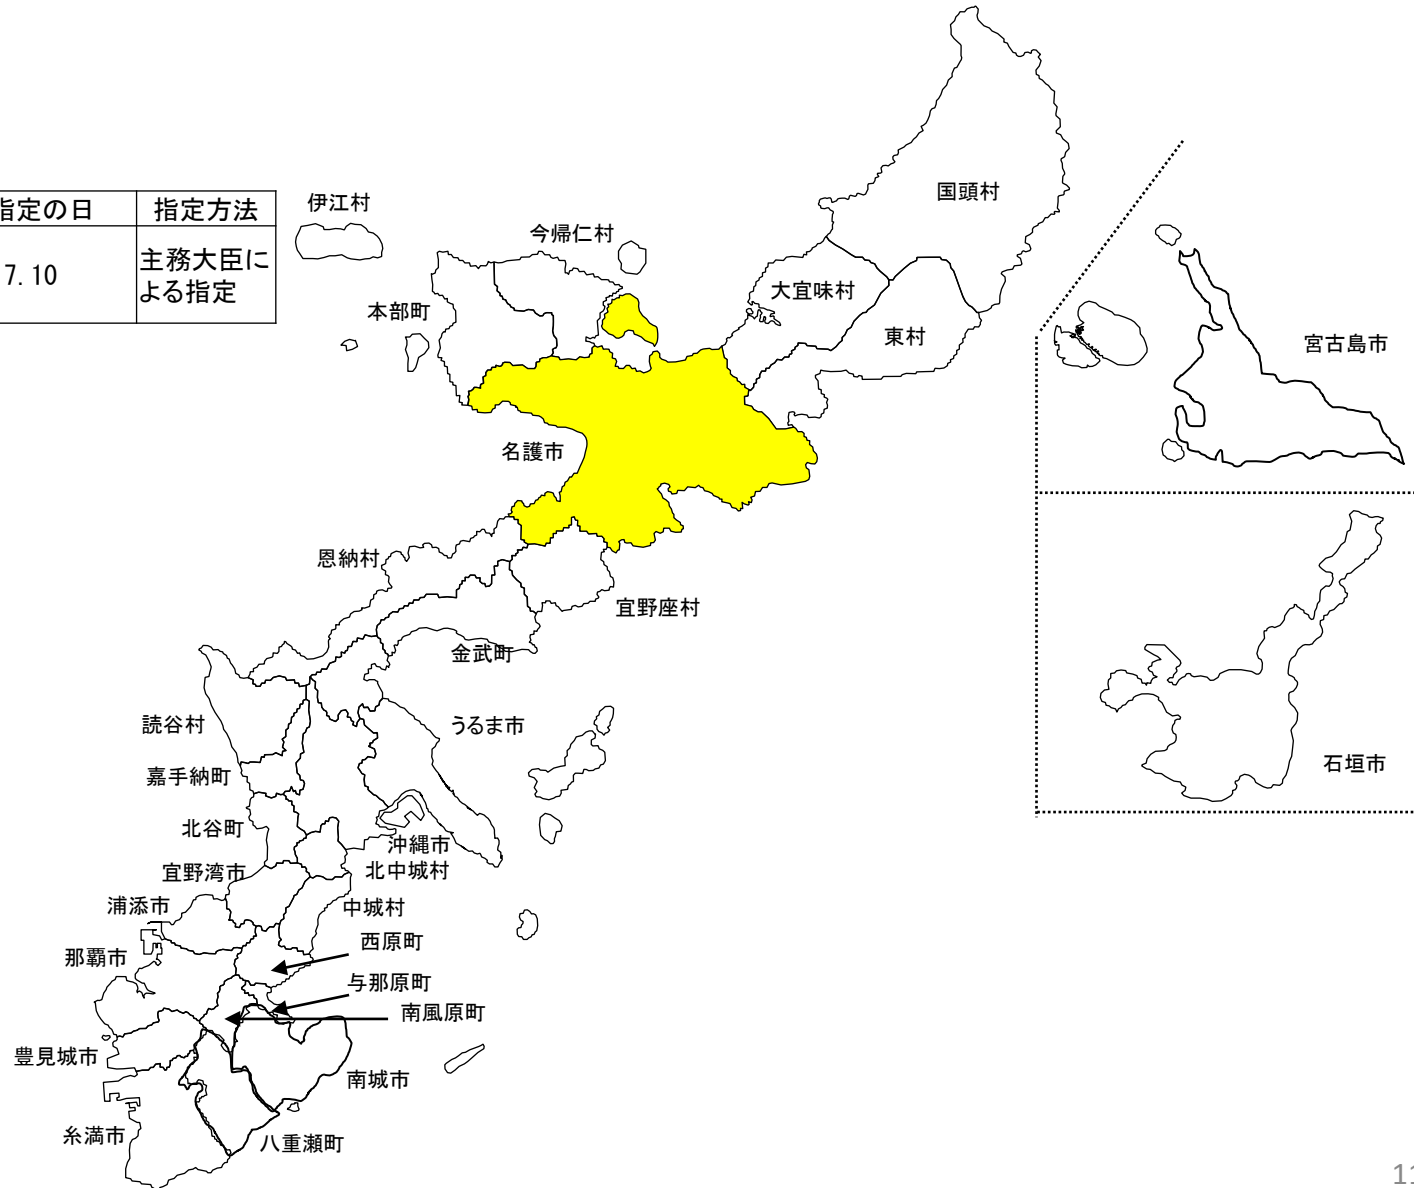 指定の日 指定方法
7. 10 主務大臣に
よる指定
伊江村
国頭村
今帰仁村
大宜味村
本部町
東村
宮古島市
名護市
恩納村
宜野座村
金武町
読谷村
うるま市
嘉手納町
石垣市
北谷町
沖縄市
宜野湾市
北中城村
浦添市
中城村
西原町
那覇市
与那原町
南風原町
豊見城市
南城市
糸満市
八重瀬町